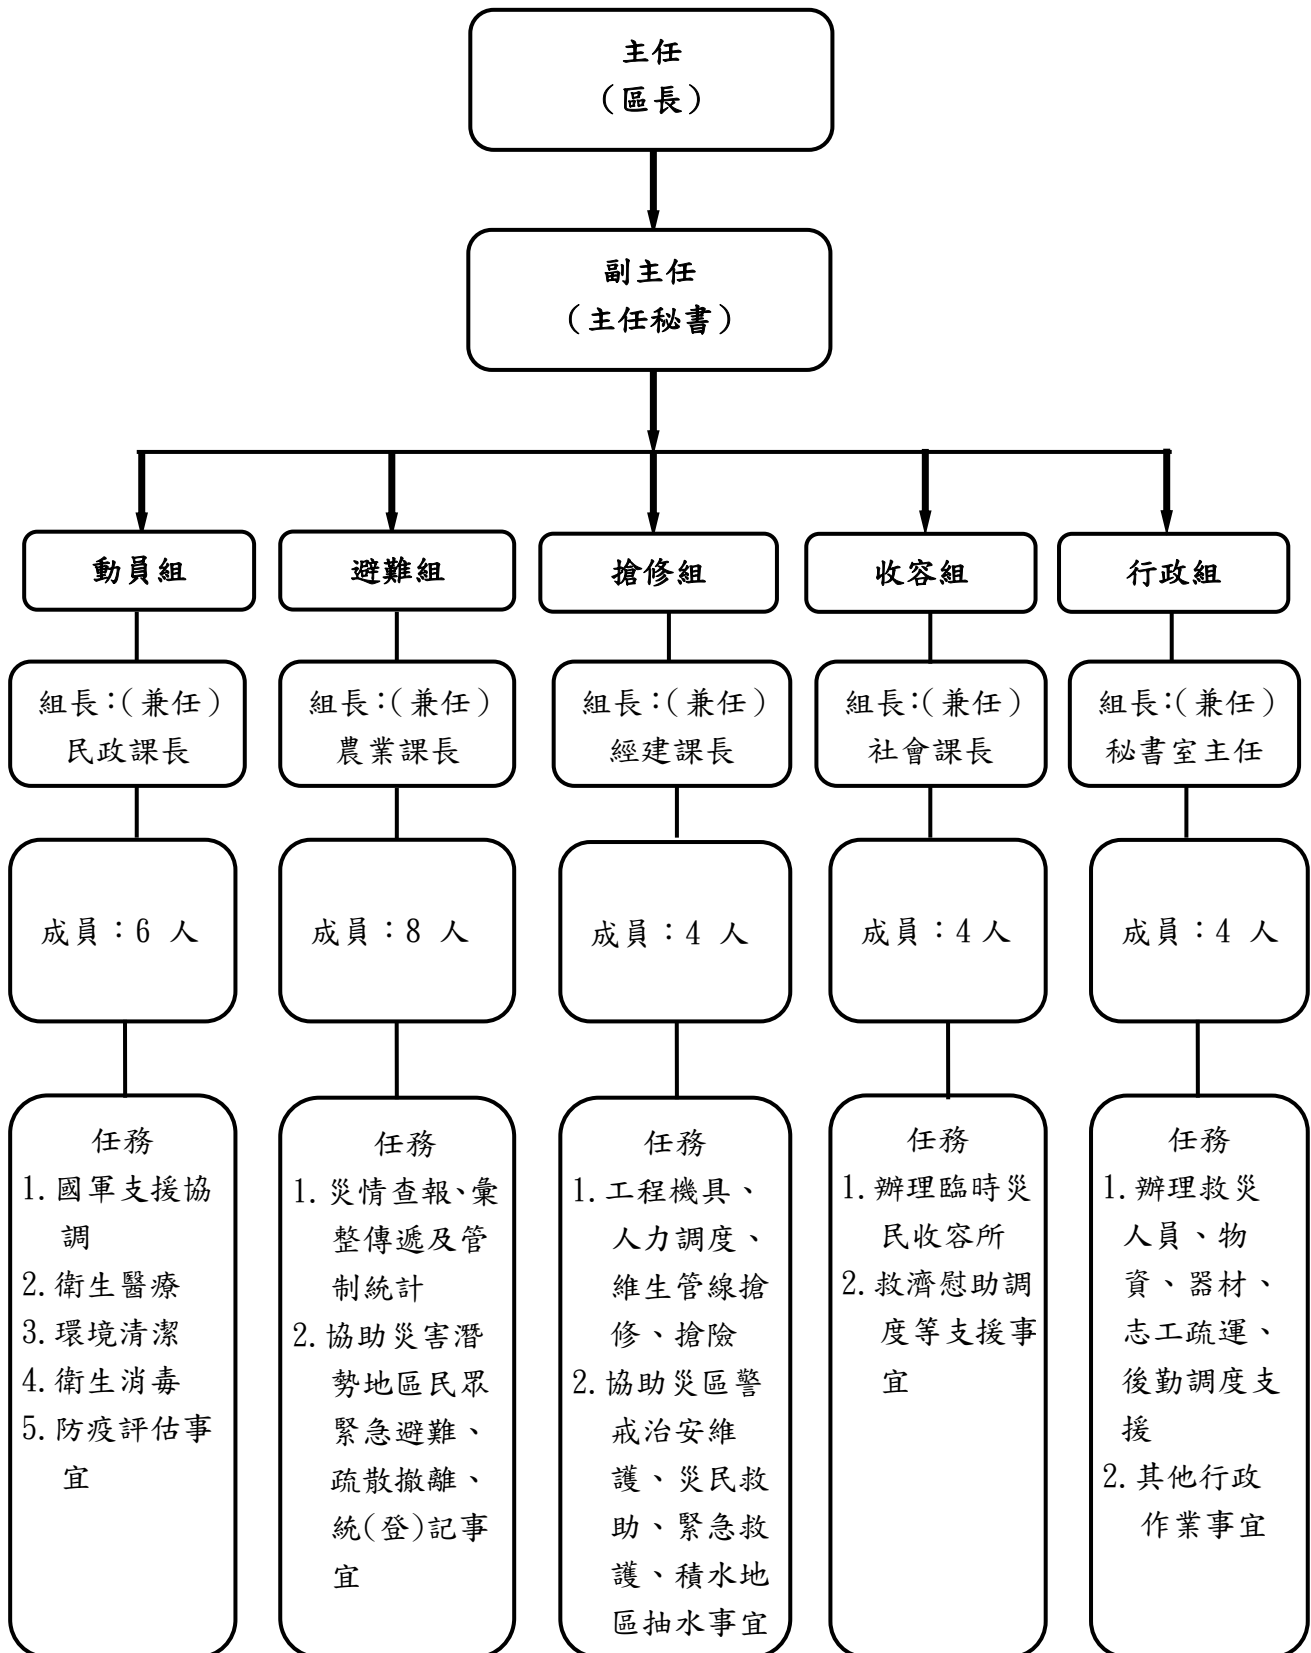 主任
（區長）
副主任
（主任秘書）
動員組
避難組
搶修組
收容組
行政組
組長：（兼任）
民政課長
組長：（兼任）
農業課長
組長：（兼任）
經建課長
組長：（兼任）
社會課長
組長：（兼任）
秘書室主任
成員：6 人
成員：8 人
成員：4 人
成員：4 人
成員：4 人
任務
1. 國軍支援協
調
2. 衛生醫療
3. 環境清潔
4. 衛生消毒
5. 防疫評估事
宜
任務
1. 災情查報、彙
整傳遞及管
制統計
2. 協助災害潛
勢地區民眾
緊急避難、
疏散撤離、
統(登)記事
宜
任務
1. 工程機具、
人力調度、
維生管線搶
修、搶險
2. 協助災區警
戒治安維
護、災民救
助、緊急救
護、積水地
區抽水事宜
任務
1. 辦理臨時災
民收容所
2. 救濟慰助調
度等支援事
宜
任務
1. 辦理救災
人員、物
資、器材、
志工疏運、
後勤調度支
援
2. 其他行政
作業事宜